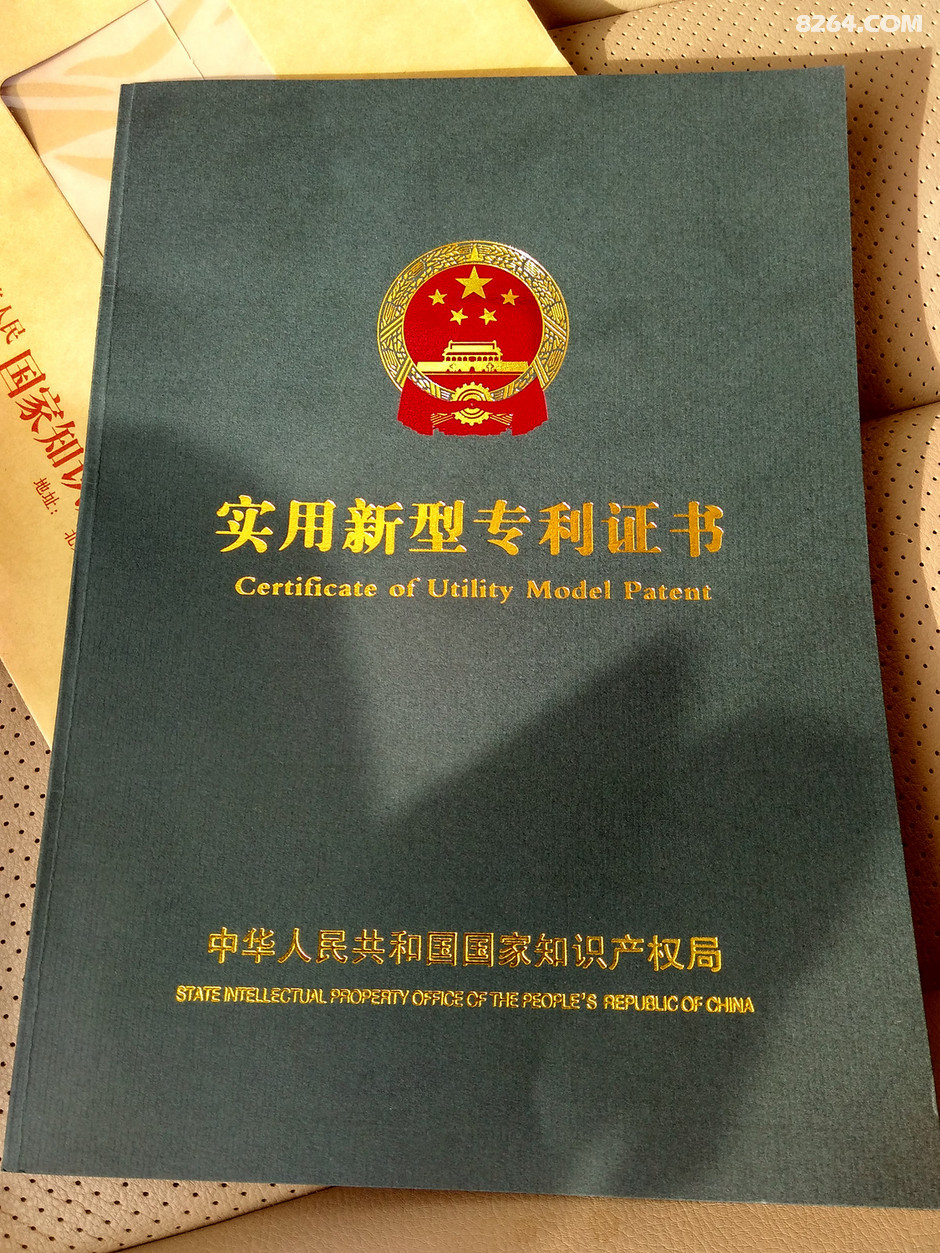 8264.COM
人民
国家知识
地址：
北
实用新型专利证书
Certificate of Utility Model Patent
中华人民共和国国家知识产权局
STATE INTELLECTUAL PROPERTY OFFICE OF THE PEOPLE'S REPUBLIC OF CHINA